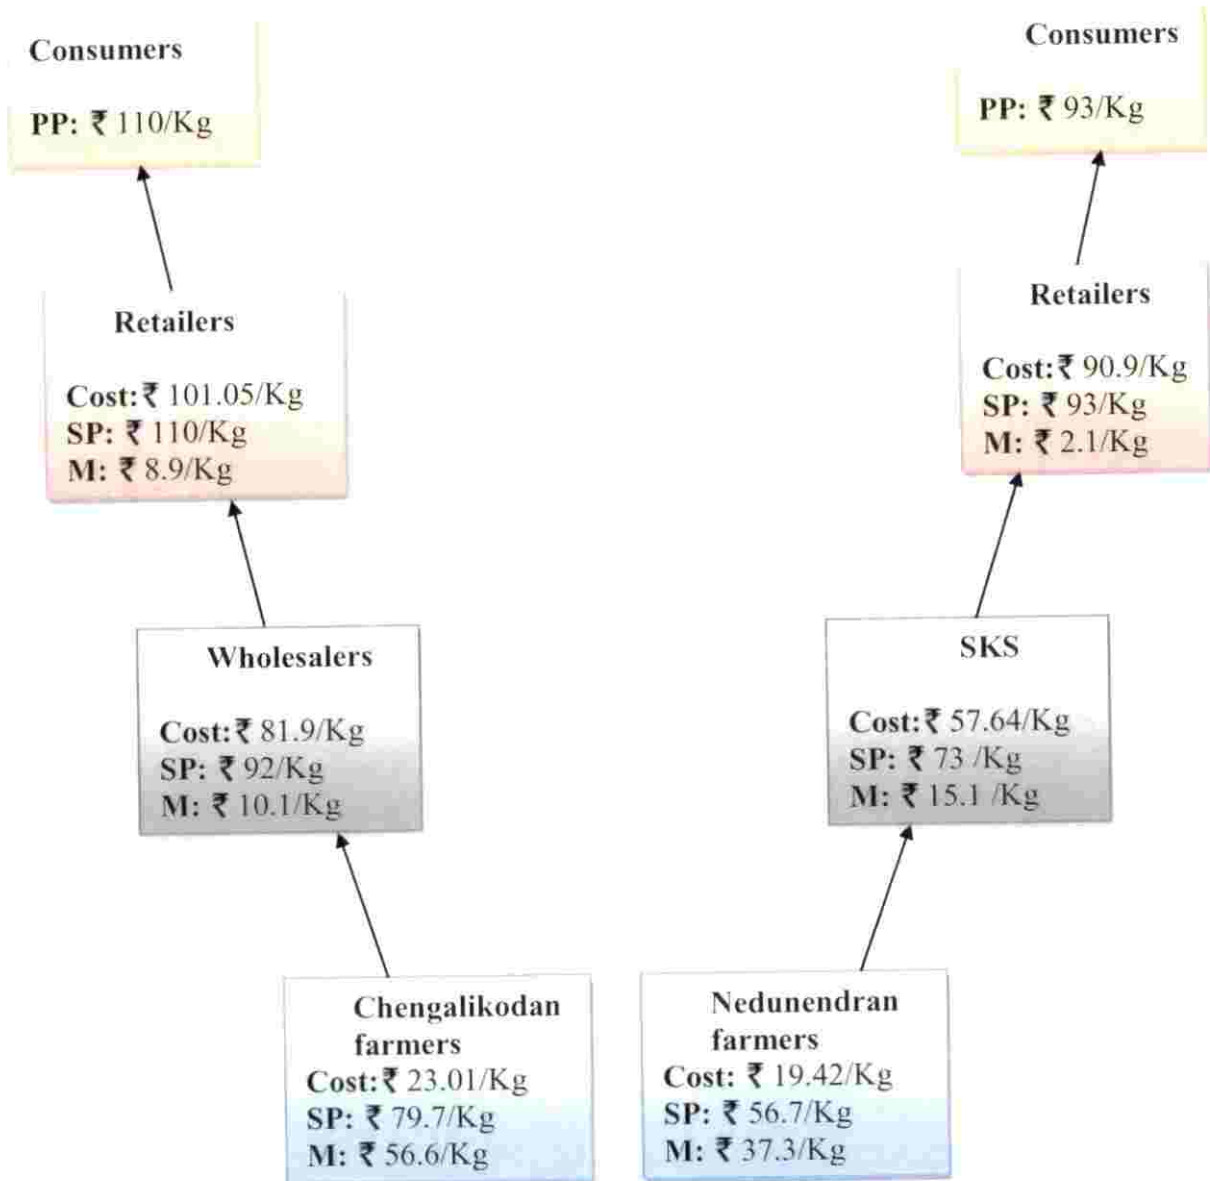 Consumers
PP: ₹ 110/Kg
Retailers
Cost:₹ 101.05/Kg
SP: ₹ 110/Kg
M: ₹ 8.9/Kg
Wholesalers
Cost:₹ 81.9/Kg
SP: ₹ 92/Kg
M: ₹ 10.1/Kg
Chengalikodan
farmers
Cost:₹ 23.01/Kg
SP: ₹ 79.7/Kg
M: ₹ 56.6/Kg
Consumers
PP: ₹ 93/Kg
Retailers
Cost:₹ 90.9/Kg
SP: ₹ 93/Kg
M: ₹ 2.1/Kg
SKS
Cost:₹ 57.64/Kg
SP: ₹ 73 /Kg
M: ₹ 15.1 /Kg
Nedunendran
farmers
Cost: ₹ 19.42/Kg
SP: ₹ 56.7/Kg
M: ₹ 37.3/Kg